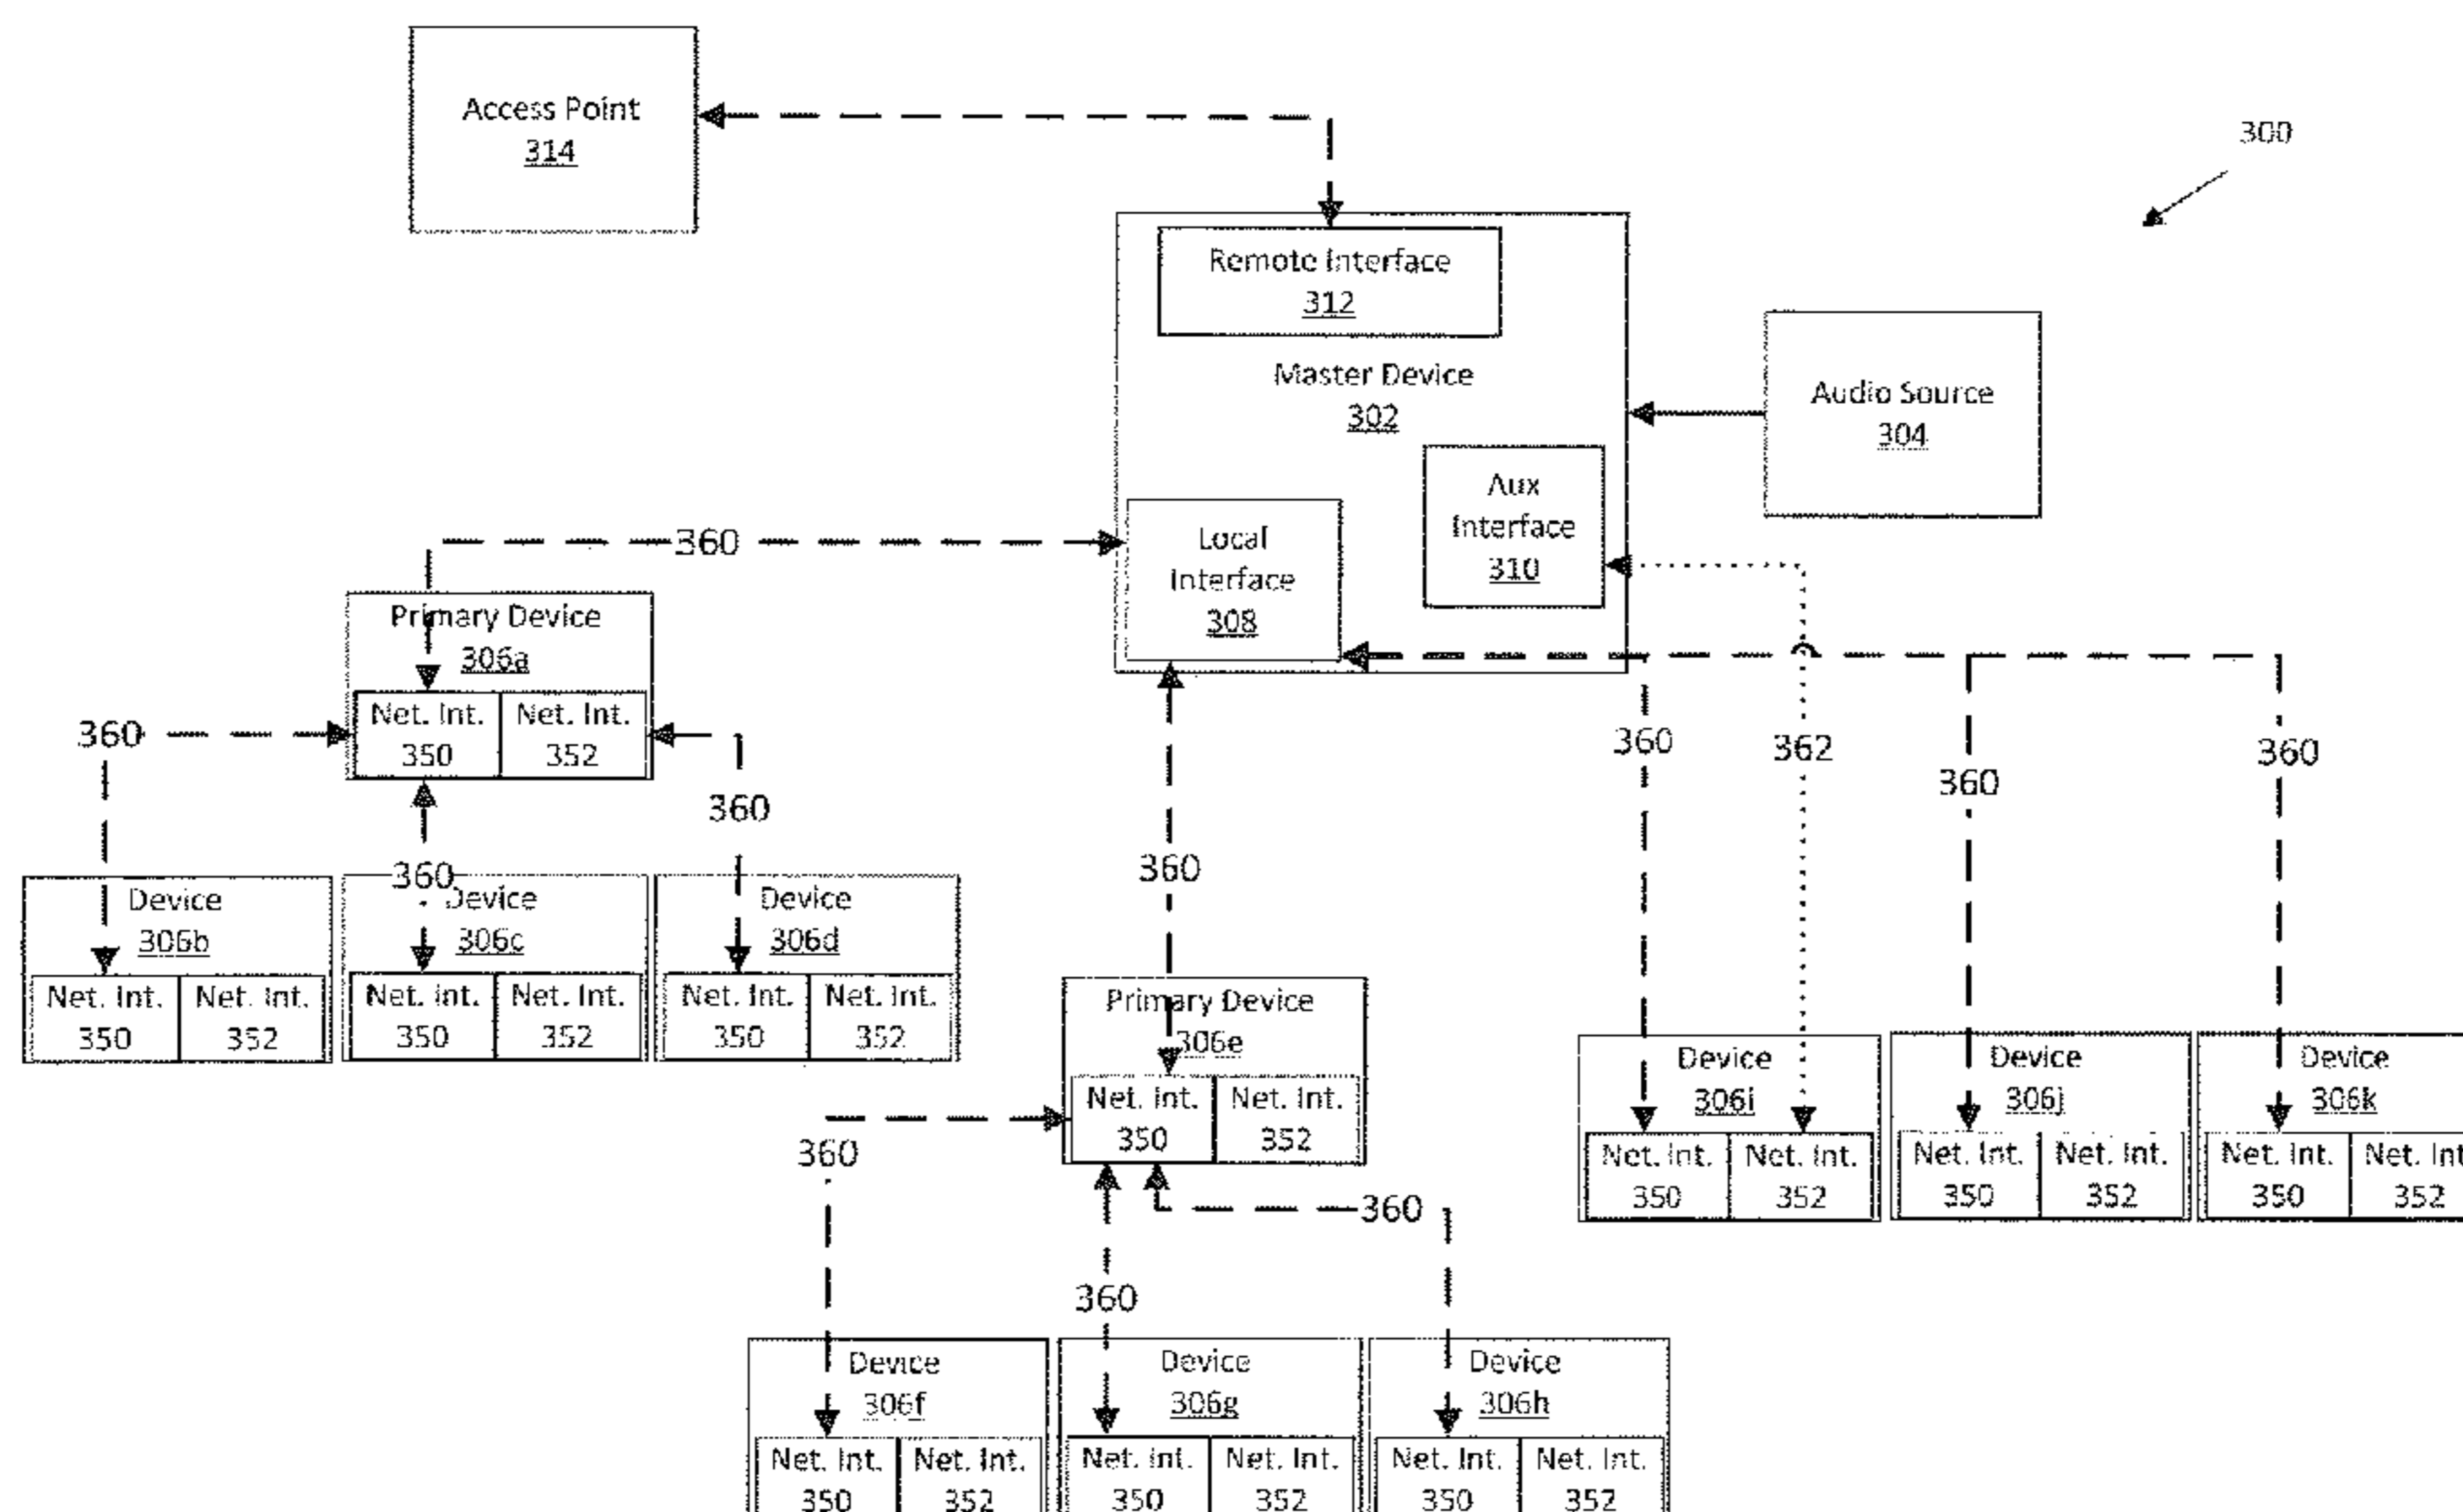 Access Point
314
300
Remote Interface
312
Master Device
302
Audio Source
304
Aux
Interface
310
Local
Interface
308
360
Primary Device
306a
Net. Int.
350
Net. Int.
352
360
360
360
362
360
360
360
360
Device
306b
Net. Int.
350
Net. Int.
352
Device
306c
Net. Int.
350
Net. Int.
352
Device
306d
Net. Int.
350
Net. Int.
352
360
Primary Device
306e
Net. Int.
350
Net. Int.
352
Device
306i
Net. Int.
350
Net. Int.
352
Device
306j
Net. Int.
350
Net. Int.
352
Device
306k
Net. Int.
350
Net. Int
352
360
360
360
Device
306f
Net. Int.
350
Net. Int.
352
Device
306g
Net. Int.
350
Net. Int.
352
Device
306h
Net. Int.
350
Net. Int.
352